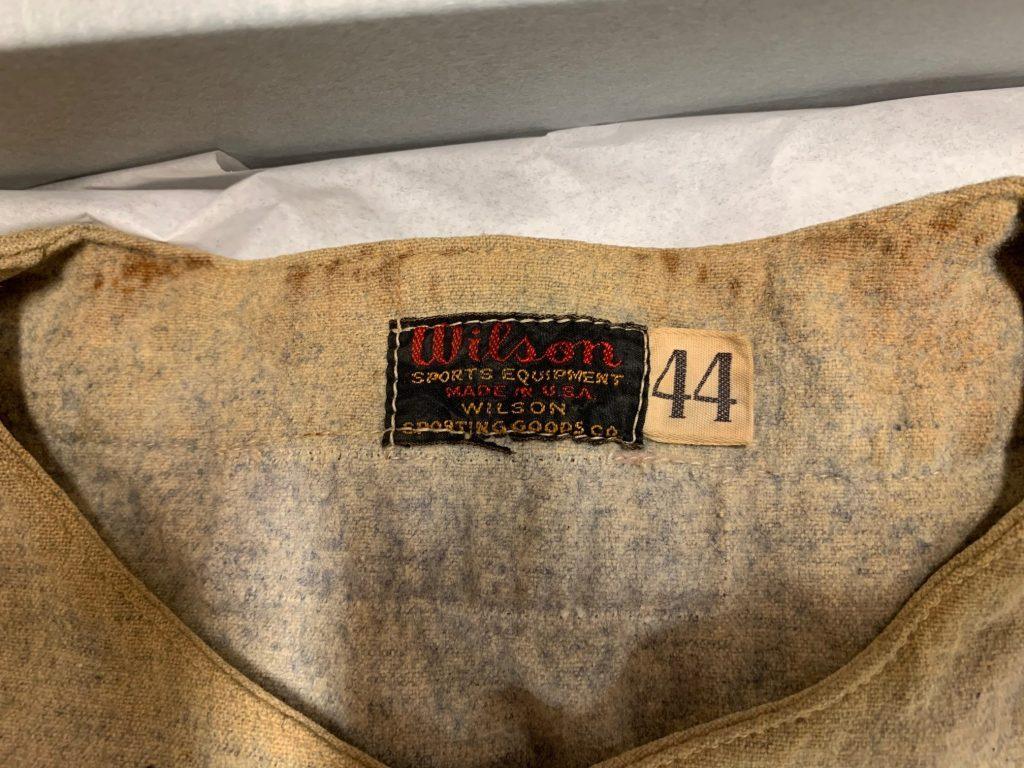 Wilson
SPORTS EQUIPMENT
MADE IN U.S.A.
WILSON
SPORTING GOODS CO.
44